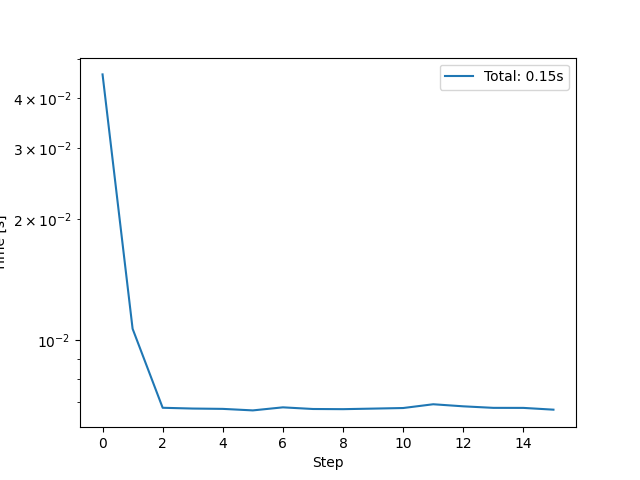 Total: 0.15s
4 × 10⁻²
3 × 10⁻²
2 × 10⁻²
10⁻²
[s]
0 2 4 6 8 10 12 14
Step